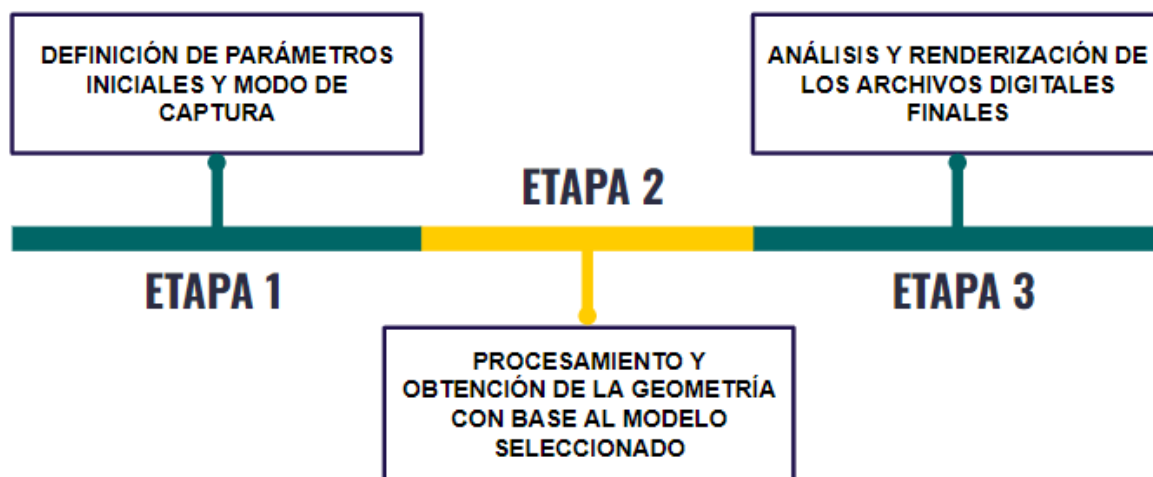 DEFINICIÓN DE PARÁMETROS
INICIALES Y MODO DE
CAPTURA
ETAPA 1
ETAPA 2
PROCESAMIENTO Y
OBTENCIÓN DE LA GEOMETRÍA
CON BASE AL MODELO
SELECCIONADO
ANÁLISIS Y RENDERIZACIÓN DE
LOS ARCHIVOS DIGITALES
FINALES
ETAPA 3